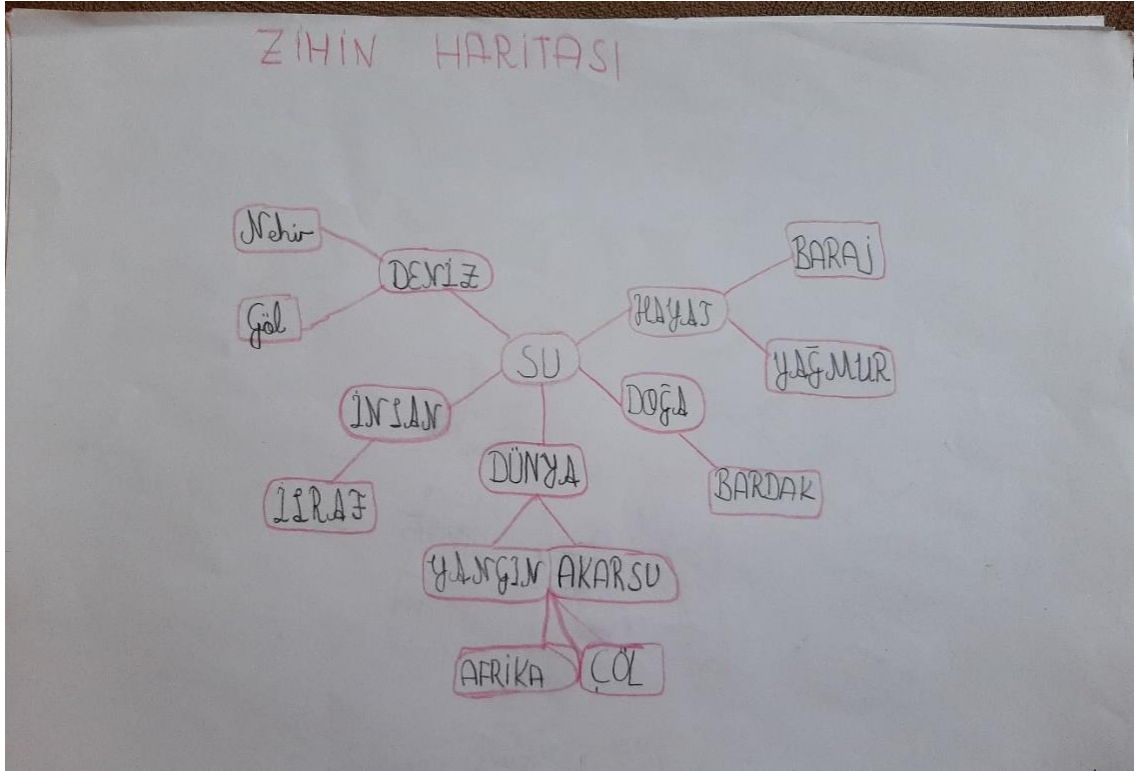 ZİHİN HARİTASI
Nehir
DENİZ
Göl
BARAJ
HAYAT
YAĞMUR
SU
İNSAN
DOĞA
İSRAF
DÜNYA
BARDAK
YANGIN
AKARSU
AFRİKA
ÇÖL